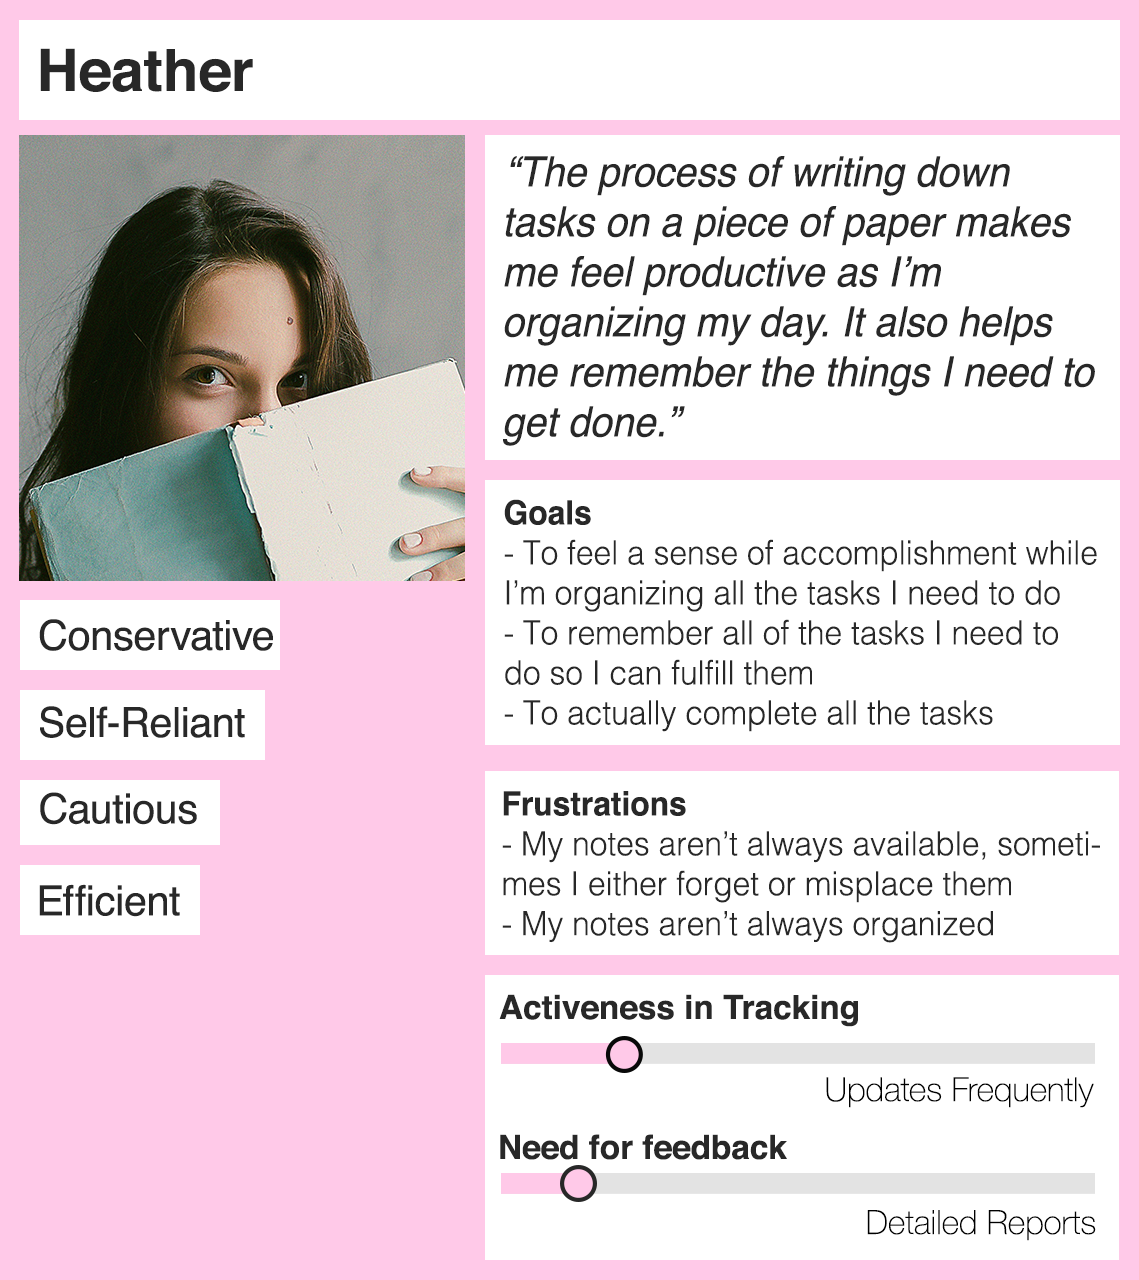 Heather
“The process of writing down
tasks on a piece of paper makes
me feel productive as I’m
organizing my day. It also helps
me remember the things I need to
get done.”
Conservative
Self-Reliant
Cautious
Efficient
Goals
- To feel a sense of accomplishment while
I’m organizing all the tasks I need to do
- To remember all of the tasks I need to
do so I can fulfill them
- To actually complete all the tasks
Frustrations
- My notes aren’t always available, someti-
mes I either forget or misplace them
- My notes aren’t always organized
Activeness in Tracking
Updates Frequently
Need for feedback
Detailed Reports